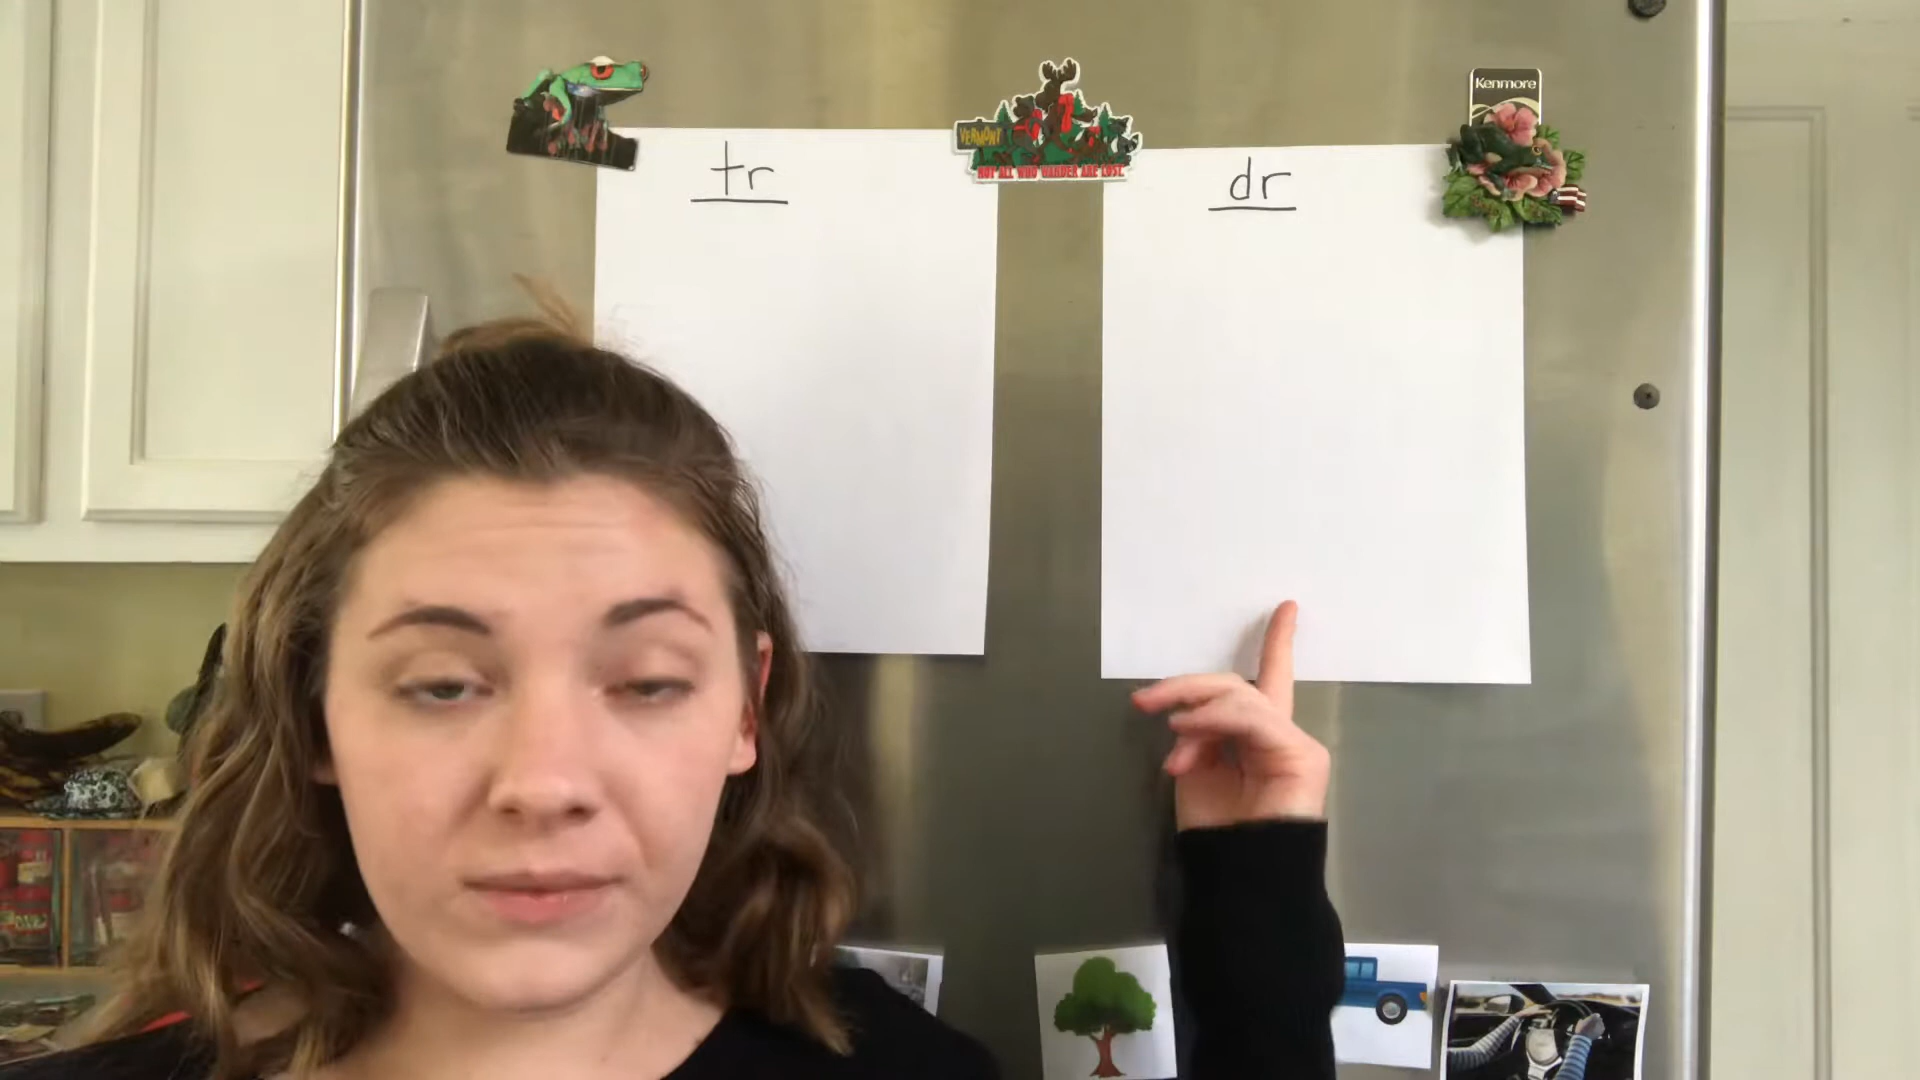 Kenmore
VERMONT
NOT ALL WHO WANDER ARE LOST.
tr
dr